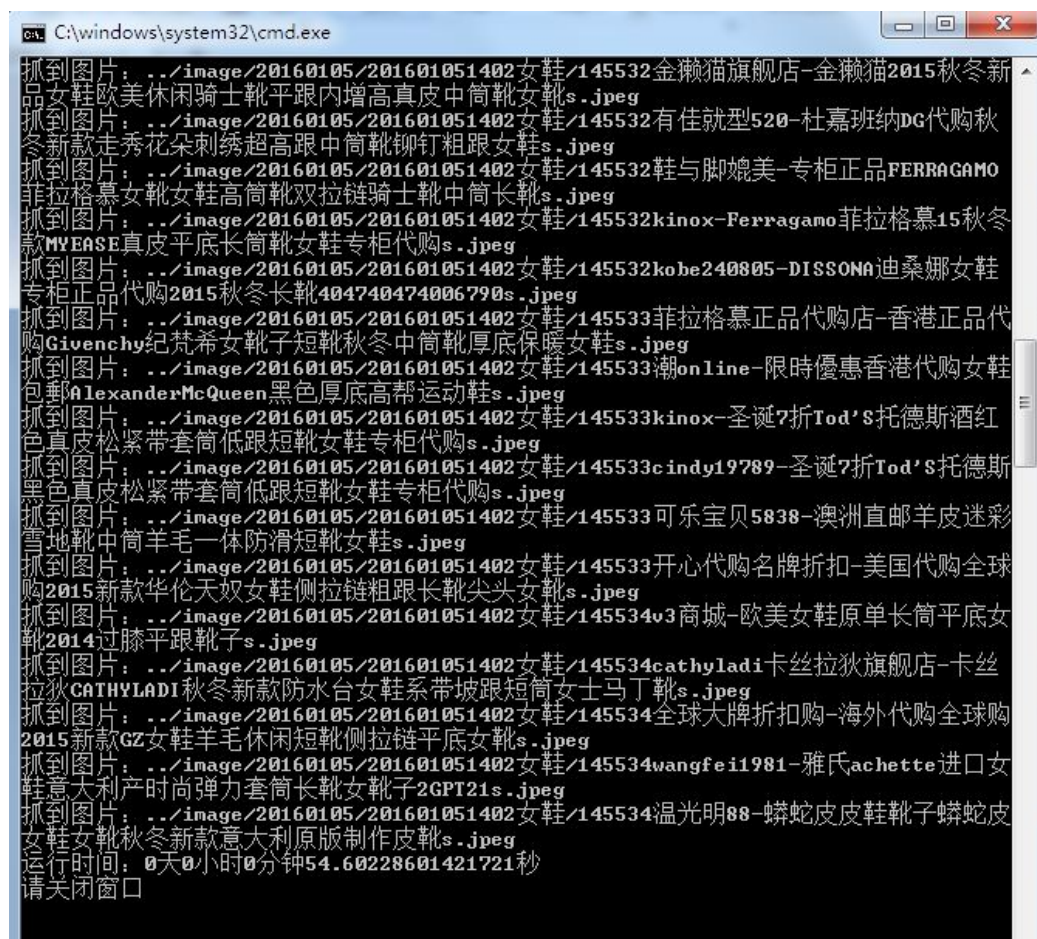 C:\windows\system32\cmd.exe
抓到图片：../image/20160105/201601051402女鞋/145532金獭猫旗舰店-金獭猫2015秋冬新
品女鞋欧美休闲骑士靴平跟内增高真皮中筒靴女靴s.jpeg
抓到图片：../image/20160105/201601051402女鞋/145532有佳就型520-杜嘉班纳DG代购秋
冬新款走秀花朵刺绣超高跟中筒靴铆钉粗跟女鞋s.jpeg
抓到图片：../image/20160105/201601051402女鞋/145532鞋与脚媲美-专柜正品FERRAGAMO
菲拉格慕女靴女鞋高筒靴双拉链骑士靴中筒长靴s.jpeg
抓到图片：../image/20160105/201601051402女鞋/145532kinox-Ferragamo菲拉格慕15秋冬
款MYEASE真皮平底长筒靴女鞋专柜代购s.jpeg
抓到图片：../image/20160105/201601051402女鞋/145532kobe240805-DISSONA迪桑娜女鞋
专柜正品代购2015秋冬长靴404740474006790s.jpeg
抓到图片：../image/20160105/201601051402女鞋/145533菲拉格慕正品代购店-香港正品代
购Givenchy纪梵希女靴子短靴秋冬中筒靴厚底保暖女鞋s.jpeg
抓到图片：../image/20160105/201601051402女鞋/145533潮online-限時優惠香港代购女鞋
包郵AlexanderMcQueen黑色厚底高帮运动鞋s.jpeg
抓到图片：../image/20160105/201601051402女鞋/145533kinox-圣诞7折Tod'S托德斯酒红
色真皮松紧带套筒低跟短靴女鞋专柜代购s.jpeg
抓到图片：../image/20160105/201601051402女鞋/145533cindy19789-圣诞7折Tod'S托德斯
黑色真皮松紧带套筒低跟短靴女鞋专柜代购s.jpeg
抓到图片：../image/20160105/201601051402女鞋/145533可乐宝贝5838-澳洲直邮羊皮迷彩
雪地靴中筒羊毛一体防滑短靴女鞋s.jpeg
抓到图片：../image/20160105/201601051402女鞋/145533开心代购名牌折扣-美国代购全球
购2015新款华伦天奴女鞋侧拉链粗跟长靴尖头女靴s.jpeg
抓到图片：../image/20160105/201601051402女鞋/145534v3商城-欧美女鞋原单长筒平底女
靴2014过膝平跟靴子s.jpeg
抓到图片：../image/20160105/201601051402女鞋/145534cathyladi卡丝拉狄旗舰店-卡丝
拉狄CATHYLADI秋冬新款防水台女鞋系带坡跟短筒女士马丁靴s.jpeg
抓到图片：../image/20160105/201601051402女鞋/145534全球大牌折扣购-海外代购全球购
2015新款GZ女鞋羊毛休闲短靴侧拉链平底女靴s.jpeg
抓到图片：../image/20160105/201601051402女鞋/145534wangfei1981-雅氏achette进口女
鞋意大利产时尚弹力套筒长靴女靴子2GPT21s.jpeg
抓到图片：../image/20160105/201601051402女鞋/145534温光明88-蟒蛇皮皮鞋靴子蟒蛇皮
女鞋女靴秋冬新款意大利原版制作皮靴s.jpeg
运行时间：0天0小时0分钟54.60228601421721秒
请关闭窗口